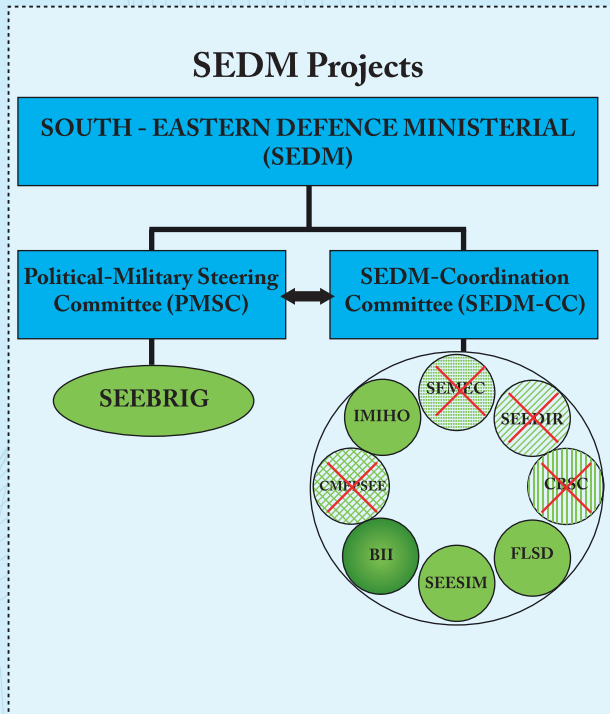 SEDM Projects
SOUTH - EASTERN DEFENCE MINISTERIAL
(SEDM)
Political-Military Steering
Committee (PMSC)
SEDM-Coordination
Committee (SEDM-CC)
SEEBRIG
SEMEC
IMIHO
SEEDIR
CMEPSEE
CBSC
BII
FLSD
SEESIM